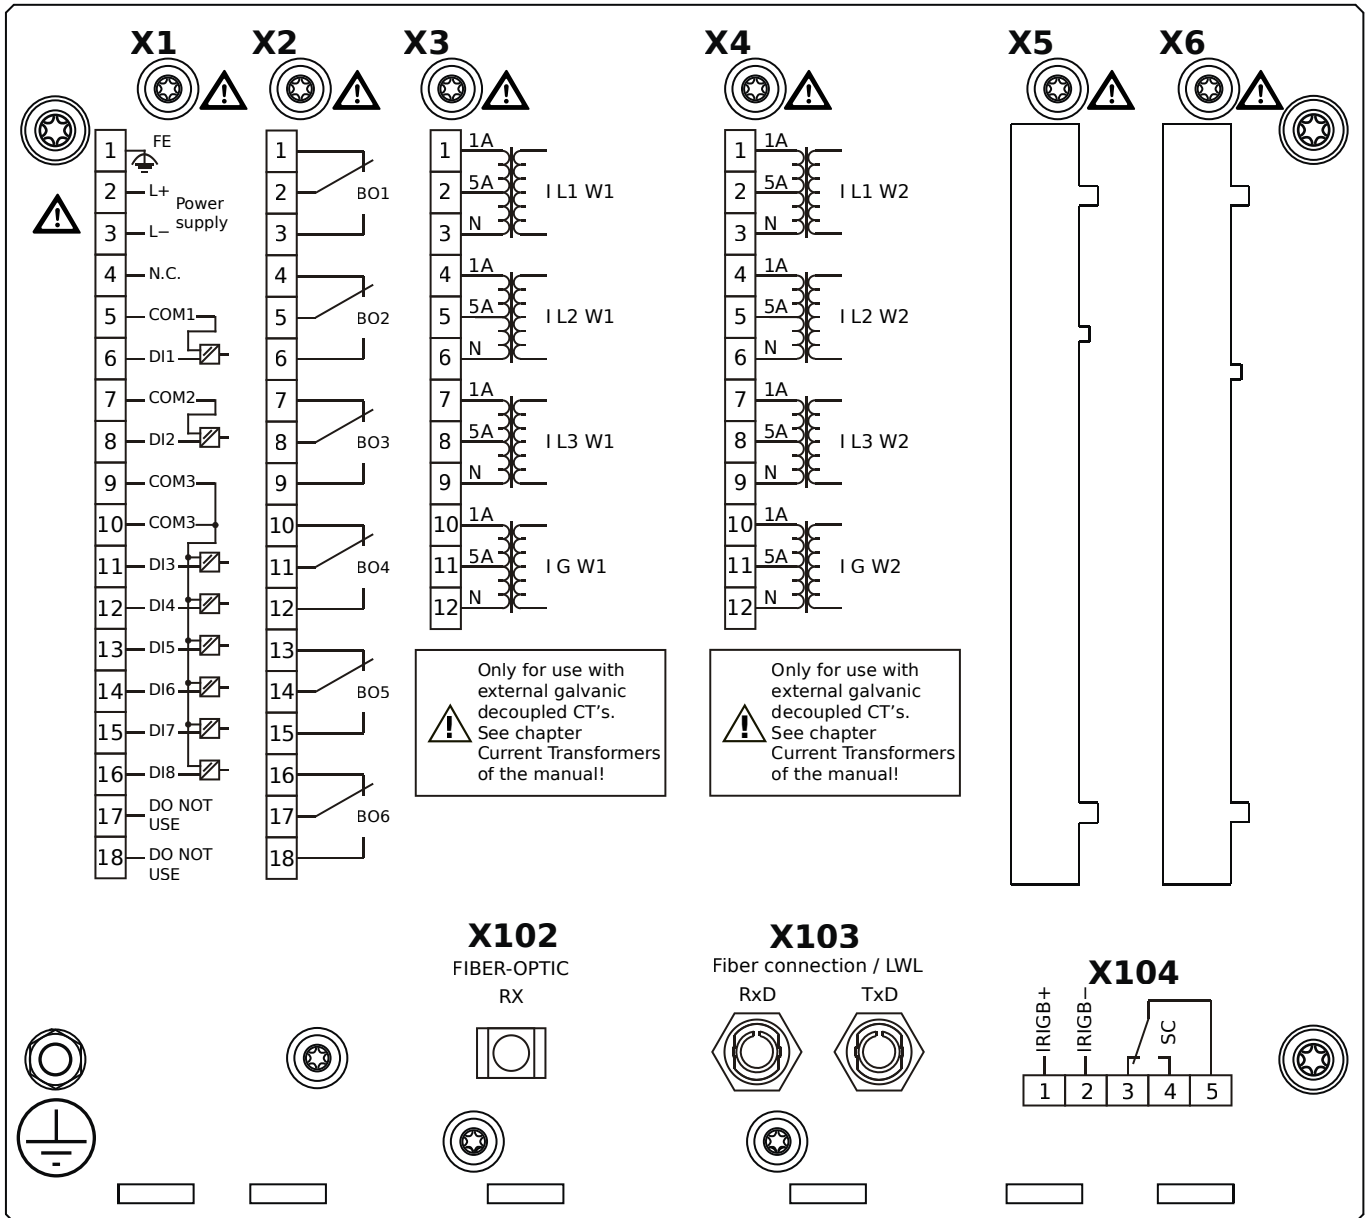 X1 X2 X3 X4 X5 X6
1 FE
2 L+
Power
supply
3 L−
4 N.C.
5 COM1
6 DI1
7 COM2
8 DI2
9 COM3
10 COM3
11 DI3
12 DI4
13 DI5
14 DI6
15 DI7
16 DI8
17 DO NOT
USE
18 DO NOT
USE
1
2 BO1
3
4
5 BO2
6
7
8 BO3
9
10
11 BO4
12
13
14 BO5
15
16
17 BO6
18
1 1A
2 5A I L1 W1
3 N
4 1A
5 5A I L2 W1
6 N
7 1A
8 5A I L3 W1
9 N
10 1A
11 5A I G W1
12 N
Only for use with
external galvanic
decoupled CT's.
See chapter
Current Transformers
of the manual!
1 1A
2 5A I L1 W2
3 N
4 1A
5 5A I L2 W2
6 N
7 1A
8 5A I L3 W2
9 N
10 1A
11 5A I G W2
12 N
Only for use with
external galvanic
decoupled CT's.
See chapter
Current Transformers
of the manual!
X102
FIBER-OPTIC
RX
X103
Fiber connection / LWL
RxD TxD
X104
IRIGB+
IRIGB−
SC
1 2 3 4 5